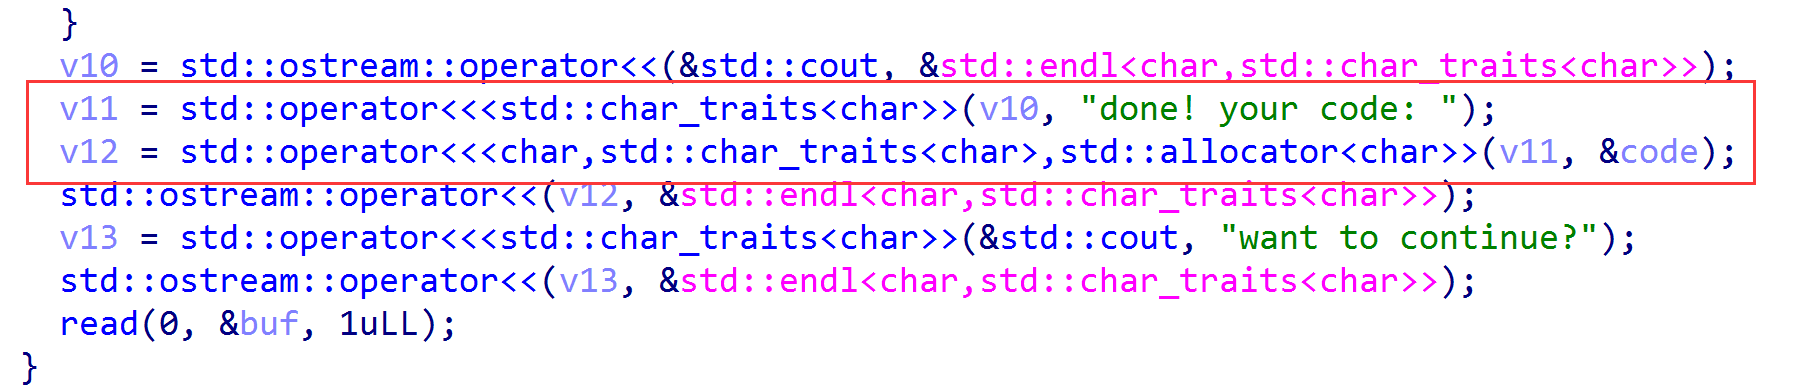 }
v10 = std::ostream::operator<<(&std::cout, &std::endl<char,std::char_traits<char>>);
v11 = std::operator<<<std::char_traits<char>>(v10, "done! your code: ");
v12 = std::operator<<<char,std::char_traits<char>,std::allocator<char>>(v11, &code);
std::ostream::operator<<(v12, &std::endl<char,std::char_traits<char>>);
v13 = std::operator<<<std::char_traits<char>>(&std::cout, "want to continue?");
std::ostream::operator<<(v13, &std::endl<char,std::char_traits<char>>);
read(0, &buf, 1uLL);
}